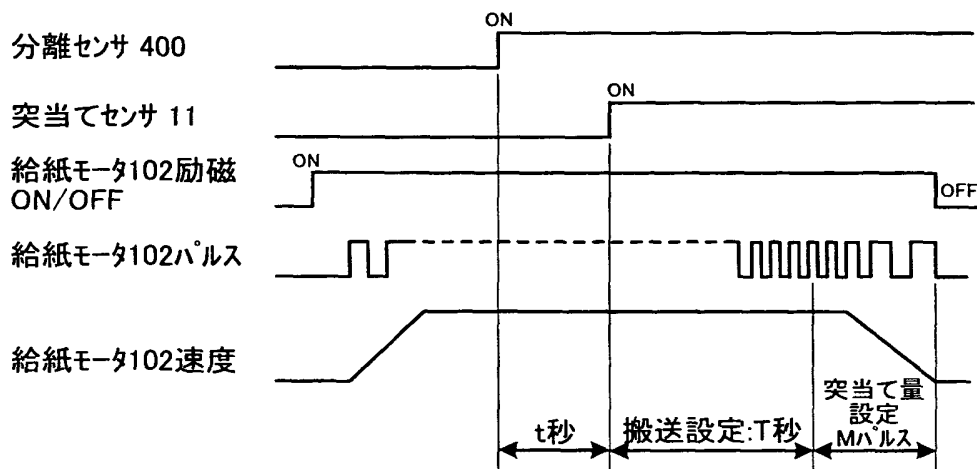 ON
分離センサ 400
ON
突当てセンサ 11
ON
給紙モータ102励磁
ON/OFF
OFF
給紙モータ102パルス
給紙モータ102速度
突当て量
設定
Mパルス
t秒
搬送設定:T秒